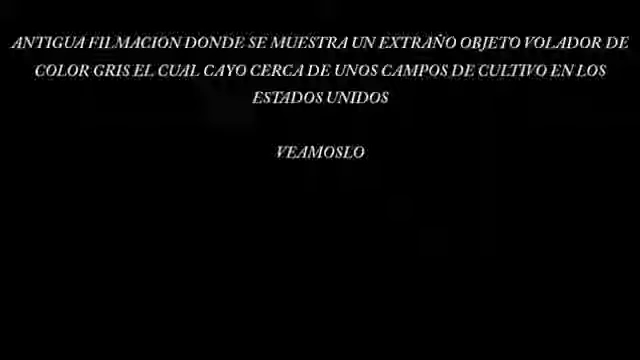 ANTIGUA FILMACION DONDE SE MUESTRA UN EXTRAÑO OBJETO VOLADOR DE
COLOR GRIS EL CUAL CAYO CERCA DE UNOS CAMPOS DE CULTIVO EN LOS
ESTADOS UNIDOS
VEAMOSLO